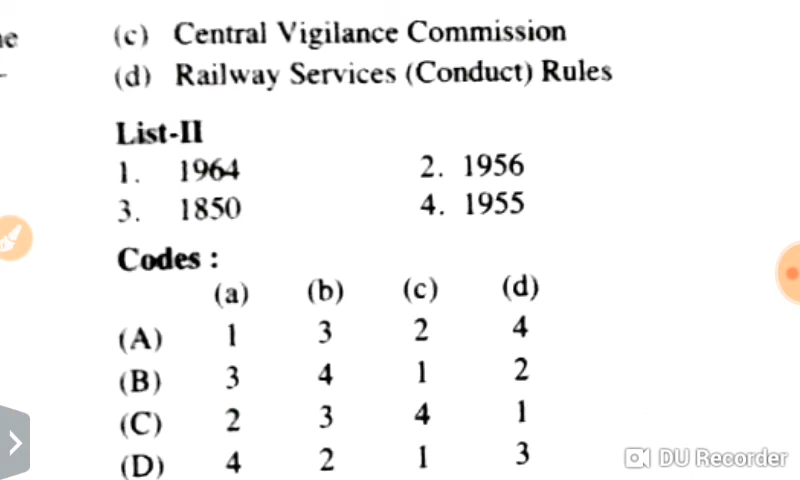 (c) Central Vigilance Commission
(d) Railway Services (Conduct) Rules
List-II
1. 1964 2. 1956
3. 1850 4. 1955
Codes :
(a) (b) (c) (d)
(A) 1 3 2 4
(B) 3 4 1 2
(C) 2 3 4 1
(D) 4 2 1 3
DU Recorder